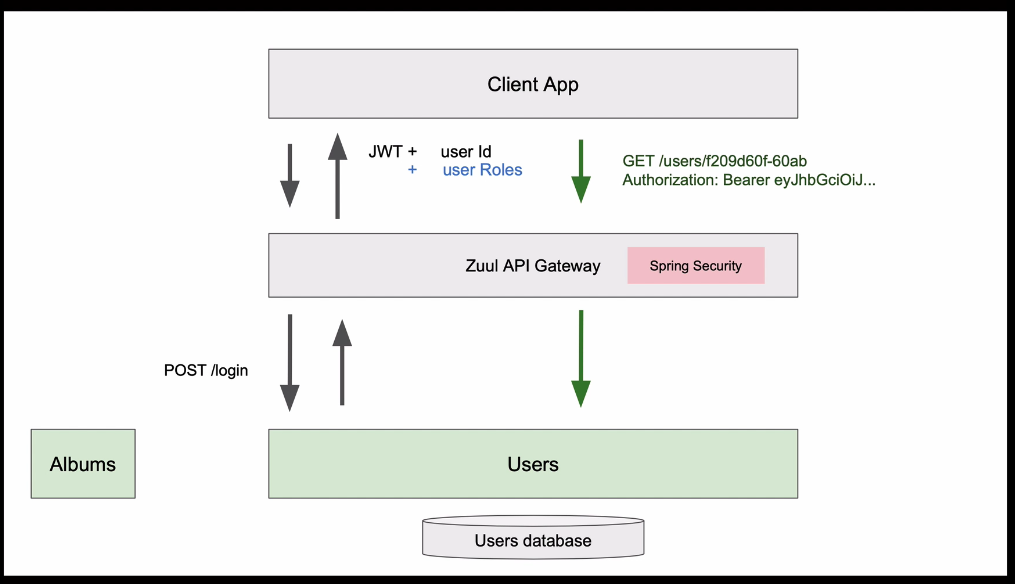 Client App
JWT + user Id
+ user Roles
GET /users/f209d60f-60ab
Authorization: Bearer eyJhbGciOiJ...
Zuul API Gateway
Spring Security
POST /login
Albums
Users
Users database